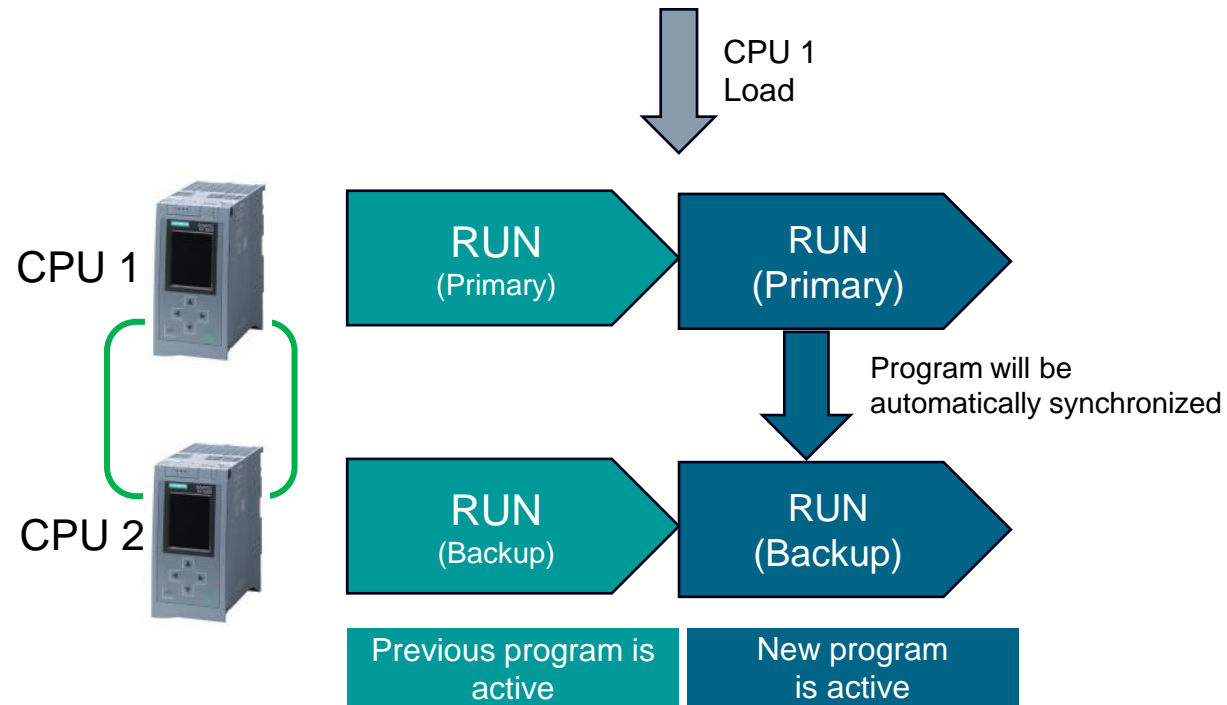 CPU 1
Load
CPU 1
RUN
(Primary)
RUN
(Primary)
Program will be
automatically synchronized
CPU 2
RUN
(Backup)
RUN
(Backup)
Previous program is
active
New program
is active